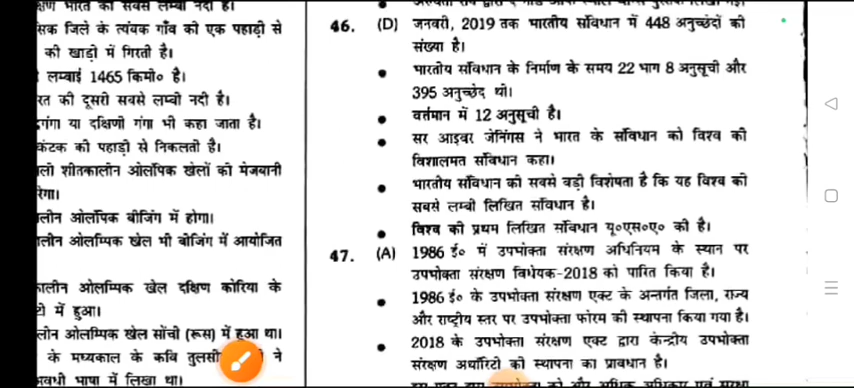 भारत की सबसे लम्बी नदी है।
सिक जिले के त्र्यंबक गाँव की एक पहाड़ी से
की खाड़ी में गिरती है।
लम्बाई 1465 किमी० है।
रत की दूसरी सबसे लम्बी नदी है।
गंगा या दक्षिणी गंगा भी कहा जाता है।
कंटक की पहाड़ी से निकलती है।
शीतकालीन ओलंपिक खेलों की मेजबानी
रेगा।
लीन ओलंपिक बीजिंग में होगा।
लीन ओलम्पिक खेल भी बीजिंग में आयोजित
कालीन ओलम्पिक खेल दक्षिण कोरिया के
में हुआ।
लीन ओलम्पिक खेल सोंची (रूस) में हुआ था।
के मध्यकाल के कवि तुलसी ने
अवधी भाषा में लिखा था।
46. (D) जनवरी, 2019 तक भारतीय संविधान में 448 अनुच्छेदों की
संख्या है।
• भारतीय संविधान के निर्माण के समय 22 भाग 8 अनुसूची और
395 अनुच्छेद थी।
• वर्तमान में 12 अनुसूची है।
• सर आइवर जेनिंगस ने भारत के संविधान को विश्व की
विशालमत संविधान कहा।
• भारतीय संविधान की सबसे बड़ी विशेषता है कि यह विश्व की
सबसे लम्बी लिखित संविधान है।
• विश्व की प्रथम लिखित संविधान यू०एस०ए० की है।
47. (A) 1986 ई० में उपभोक्ता संरक्षण अधिनियम के स्थान पर
उपभोक्ता संरक्षण विधेयक-2018 को पारित किया है।
• 1986 ई० के उपभोक्ता संरक्षण एक्ट के अन्तर्गत जिला, राज्य
और राष्ट्रीय स्तर पर उपभोक्ता फोरम की स्थापना किया गया है।
• 2018 के उपभोक्ता संरक्षण एक्ट द्वारा केन्द्रीय उपभोक्ता
संरक्षण अथॉरिटी की स्थापना का प्रावधान है।